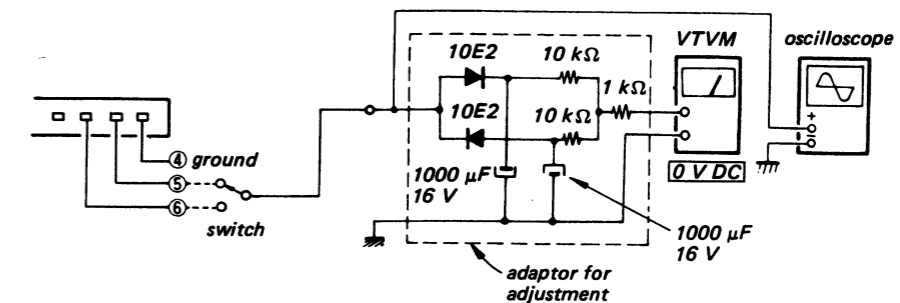 VTVM
oscilloscope
10E2
10 kΩ
1 kΩ
10E2
10 kΩ
+
−
④ ground
⑤
⑥
switch
1000 μF
16 V
0 V DC
1000 μF
16 V
adaptor for
adjustment